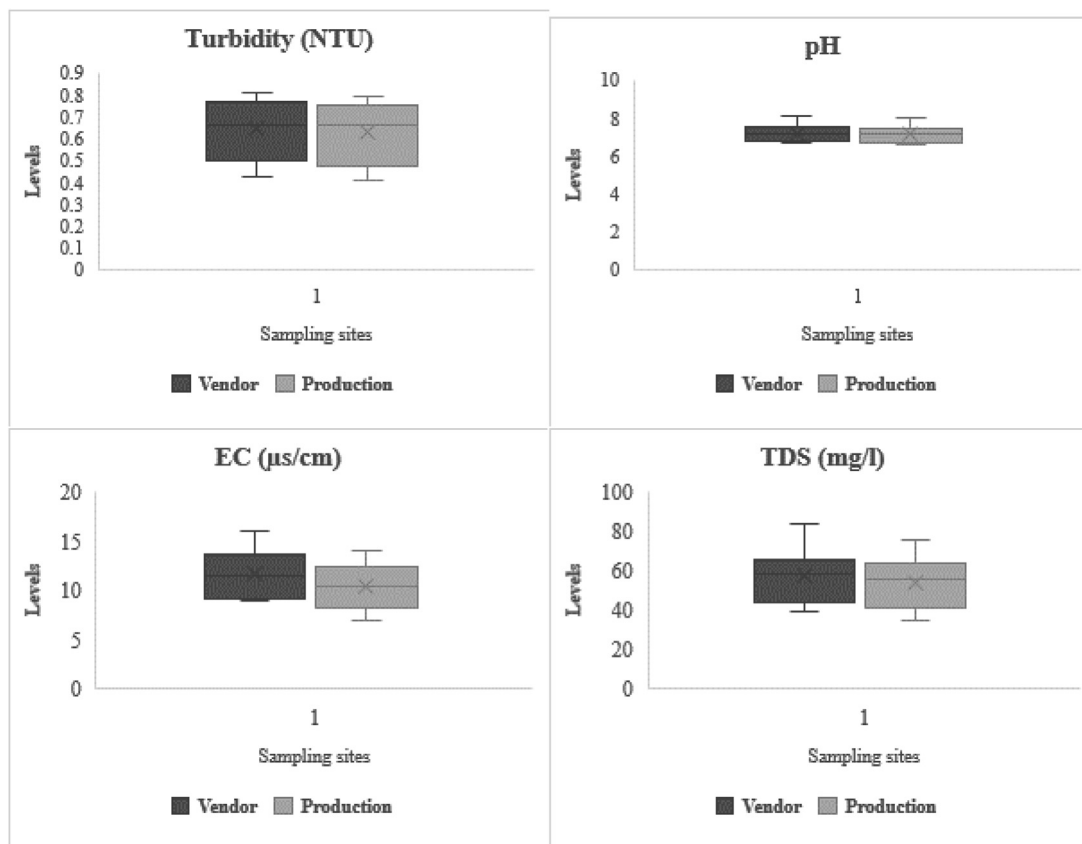 Turbidity (NTU)
0.9
0.8
0.7
0.6
0.5
0.4
0.3
0.2
0.1
0
Levels
1
Sampling sites
Vendor Production
pH
10
8
6
4
2
0
Levels
1
Sampling sites
Vendor Production
EC (µs/cm)
20
15
10
5
0
Levels
1
Sampling sites
Vendor Production
TDS (mg/l)
100
80
60
40
20
0
Levels
1
Sampling sites
Vendor Production